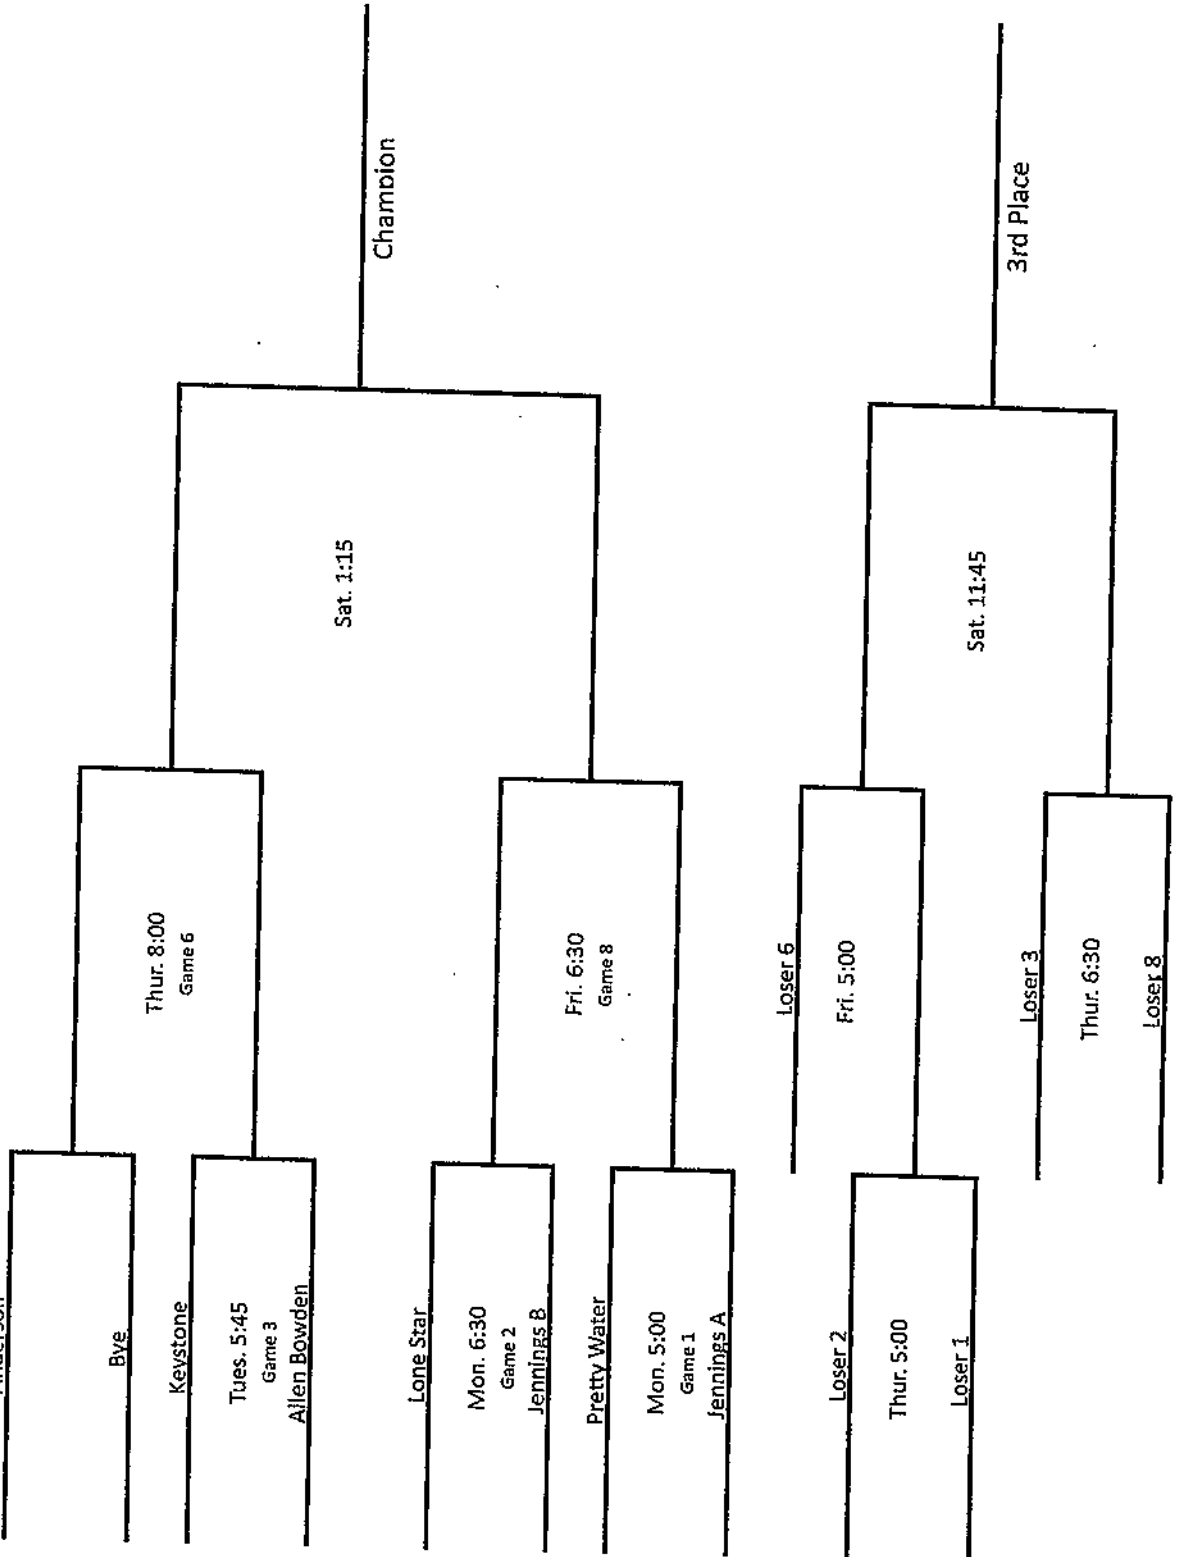 Bye
Keystone
Tues. 5:45
Game 3
Allen Bowden
Lone Star
Mon. 6:30
Game 2
Jennings B
Pretty Water
Mon. 5:00
Game 1
Jennings A
Thur. 8:00
Game 6
Fri. 6:30
Game 8
Sat. 1:15
Champion
Loser 2
Thur. 5:00
Loser 1
Loser 6
Fri. 5:00
Loser 3
Thur. 6:30
Loser 8
Sat. 11:45
3rd Place